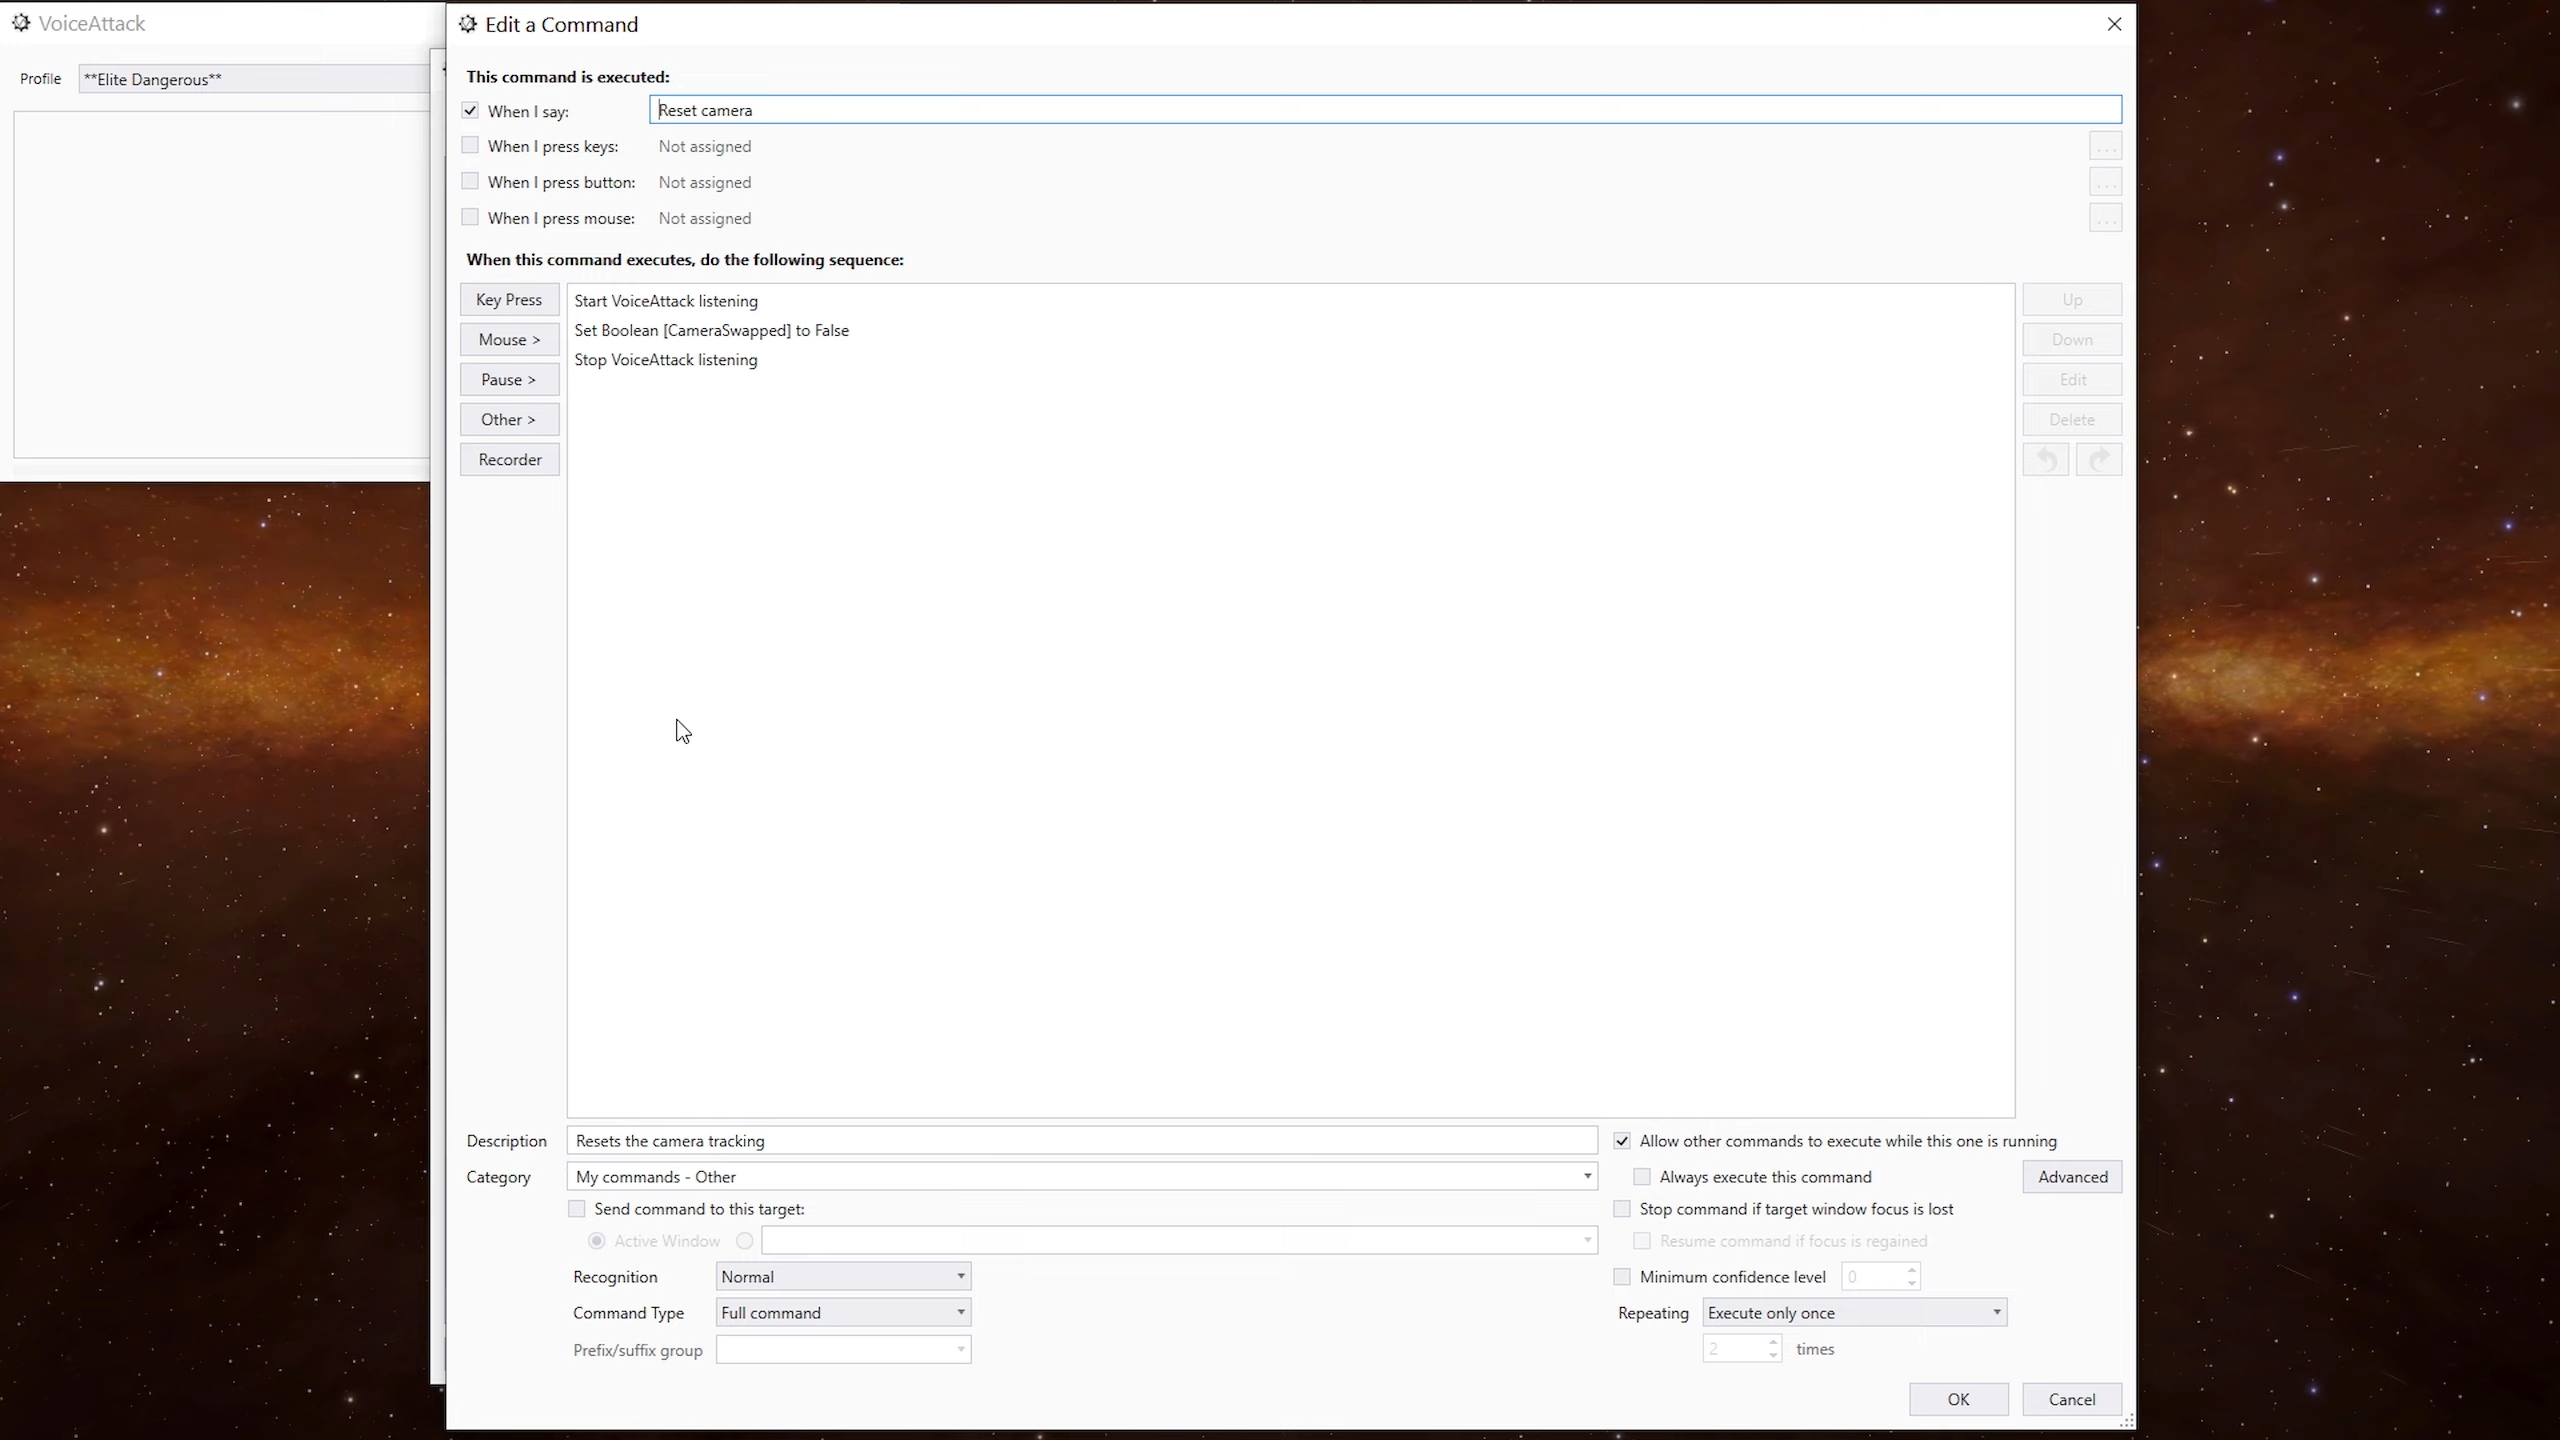 VoiceAttack
Edit a Command
Profile **Elite Dangerous**
This command is executed:
When I say: Reset camera
When I press keys: Not assigned ...
When I press button: Not assigned ...
When I press mouse: Not assigned ...
When this command executes, do the following sequence:
Key Press
Mouse >
Pause >
Other >
Recorder
Start VoiceAttack listening
Set Boolean [CameraSwapped] to False
Stop VoiceAttack listening
Up
Down
Edit
Delete
Description Resets the camera tracking
Category My commands - Other
Send command to this target:
Active Window
Recognition Normal
Command Type Full command
Prefix/suffix group
Allow other commands to execute while this one is running
Always execute this command
Advanced
Stop command if target window focus is lost
Resume command if focus is regained
Minimum confidence level 0
Repeating Execute only once
2 times
OK
Cancel